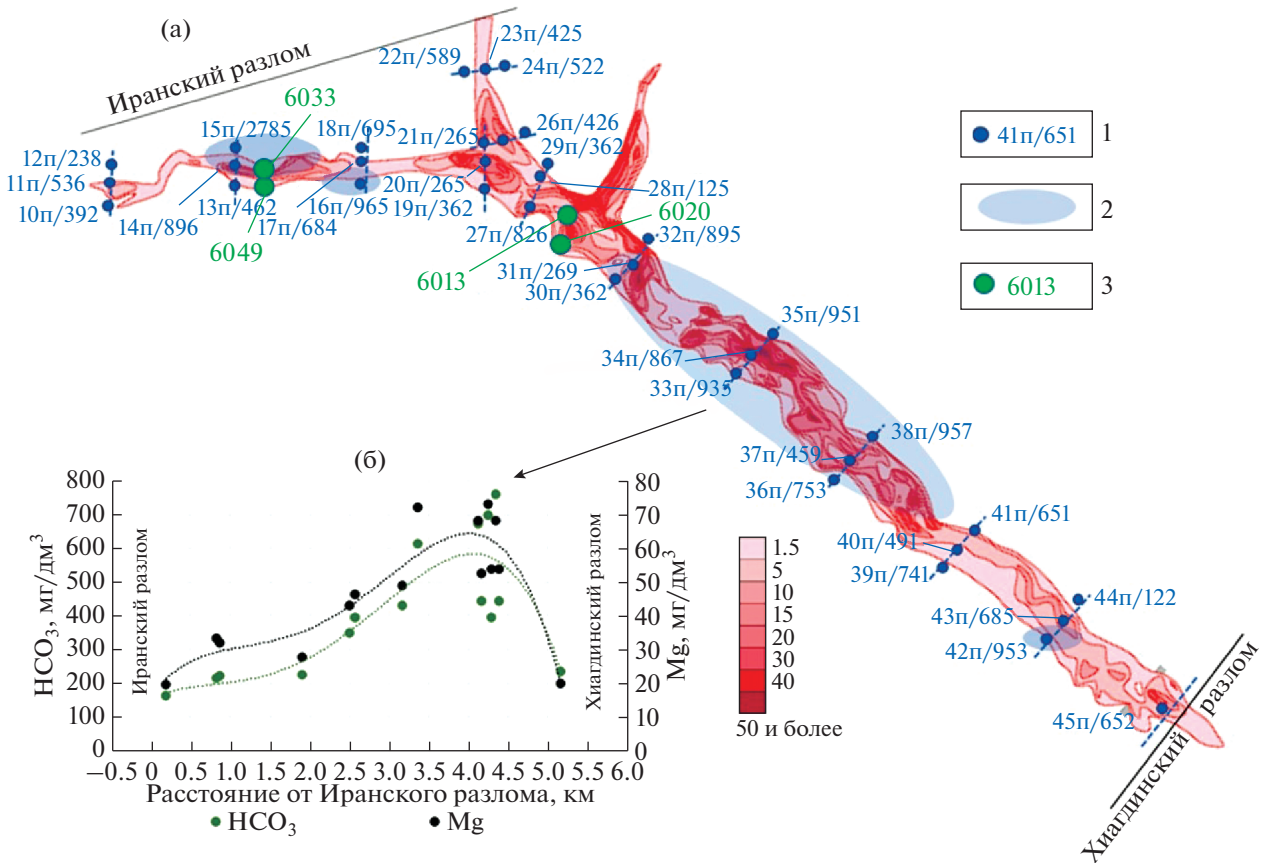 (а)
Иранский разлом
23п/425
22п/589
24п/522
6033
15п/2785
18п/695
21п/265
26п/426
29п/362
12п/238
11п/536
10п/392
20п/265
28п/125
14п/896
13п/462
17п/684
16п/965
19п/362
27п/826
6049
6020
32п/895
6013
31п/269
30п/362
41п/651 1
2
6013 3
35п/951
34п/867
33п/935
38п/957
37п/459
36п/753
41п/651
40п/491
39п/741
44п/122
43п/685
42п/953
45п/652
Хиагдинский разлом
1.5
5
10
15
20
30
40
50 и более
(б)
HCO₃, мг/дм³
800
700
600
500
400
300
200
100
0
Иранский разлом
Хиагдинский разлом
80
70
60
50
40
30
20
10
0
Mg, мг/дм³
−0.5 0 0.5 1.0 1.5 2.0 2.5 3.0 3.5 4.0 4.5 5.5 5.5 6.0
Расстояние от Иранского разлома, км
HCO₃ Mg